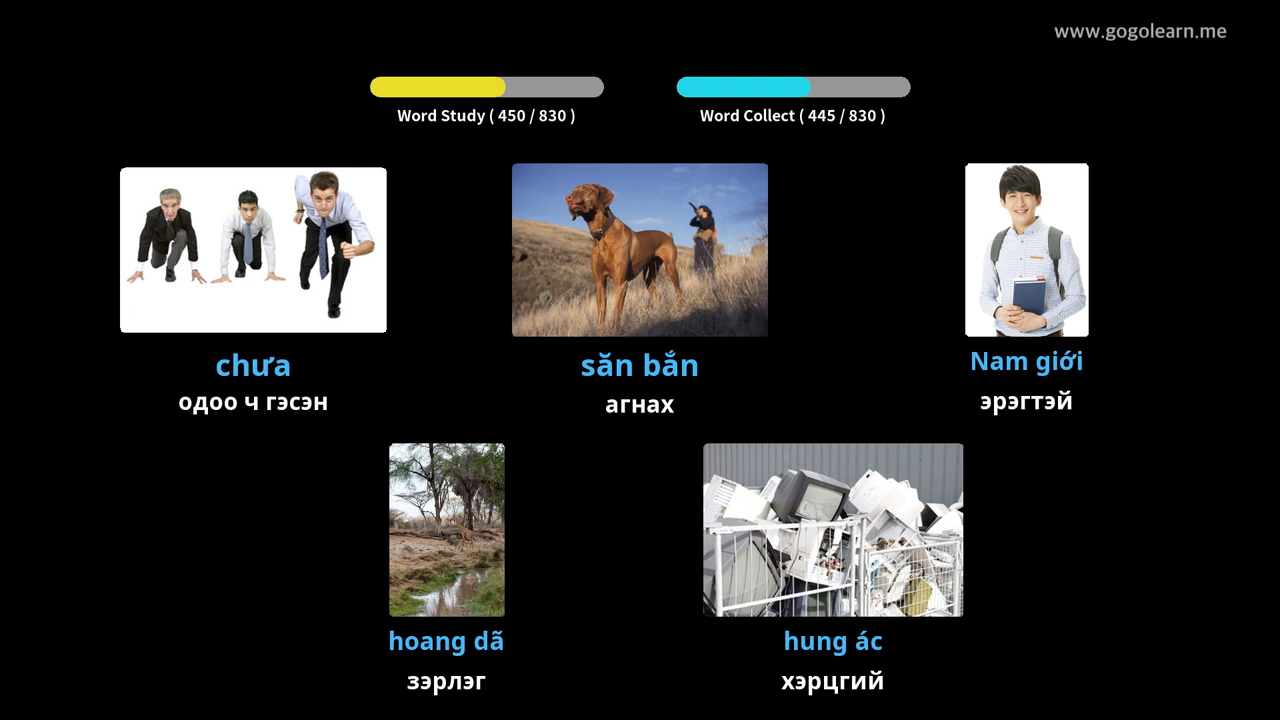 www.gogolearn.me
Word Study ( 450 / 830 )
Word Collect ( 445 / 830 )
chưa
одоо ч гэсэн
săn bắn
агнах
Nam giới
эрэгтэй
hoang dã
зэрлэг
hung ác
хэрцгий